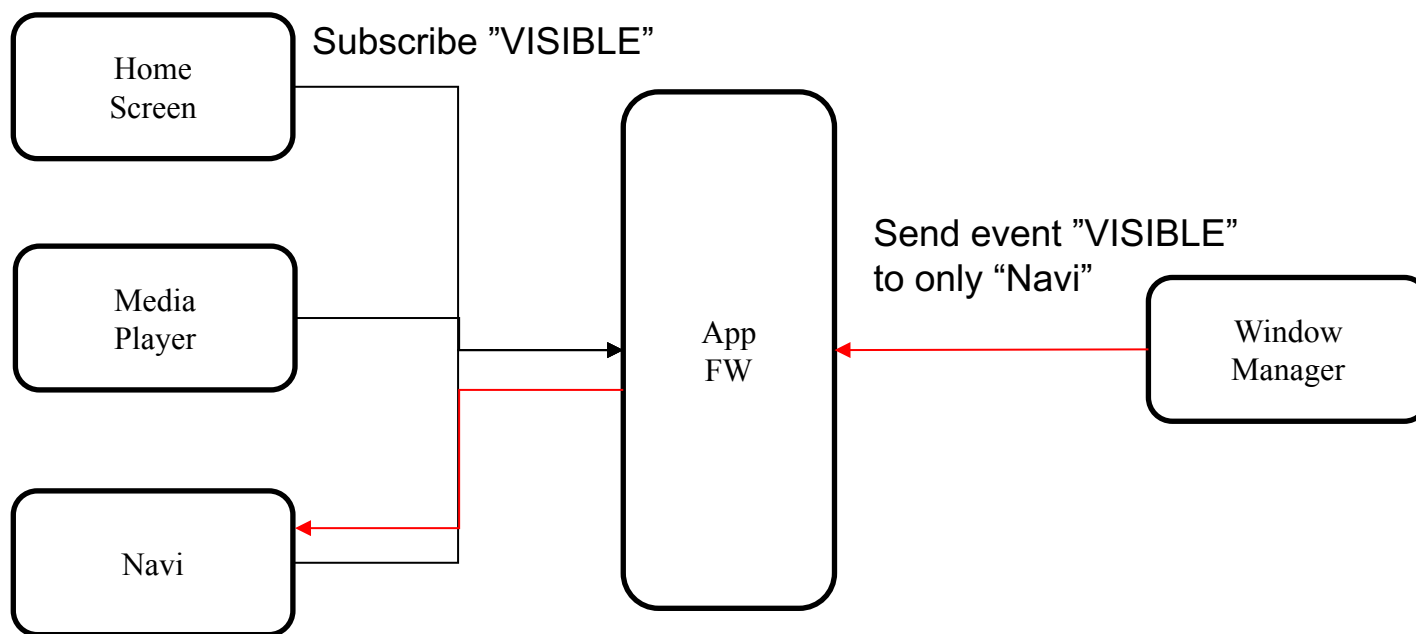 Home
Screen
Subscribe ”VISIBLE”
Media
Player
Navi
App
FW
Send event ”VISIBLE”
to only “Navi”
Window
Manager